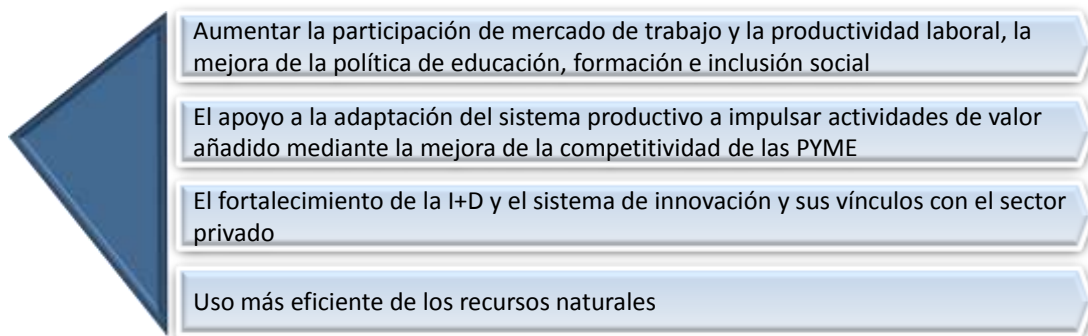 Aumentar la participación de mercado de trabajo y la productividad laboral, la
mejora de la política de educación, formación e inclusión social
El apoyo a la adaptación del sistema productivo a impulsar actividades de valor
añadido mediante la mejora de la competitividad de las PYME
El fortalecimiento de la I+D y el sistema de innovación y sus vínculos con el sector
privado
Uso más eficiente de los recursos naturales